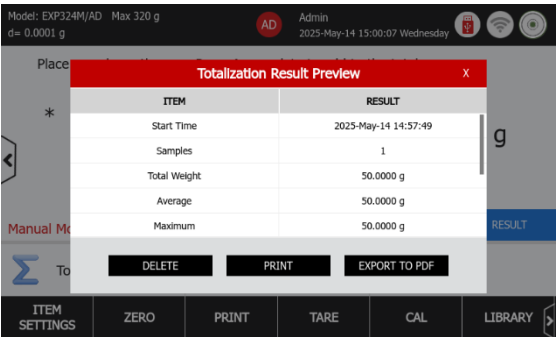 Model: EXP324M/AD Max 320 g
d= 0.0001 g
AD
Admin
2025-May-14 15:00:07 Wednesday
Place
Totalization Result Preview X
ITEM RESULT
Start Time 2025-May-14 14:57:49
Samples 1
Total Weight 50.0000 g
Average 50.0000 g
Maximum 50.0000 g
* g
Manual Mo
RESULT
DELETE PRINT EXPORT TO PDF
Σ To
ITEM SETTINGS ZERO PRINT TARE CAL LIBRARY